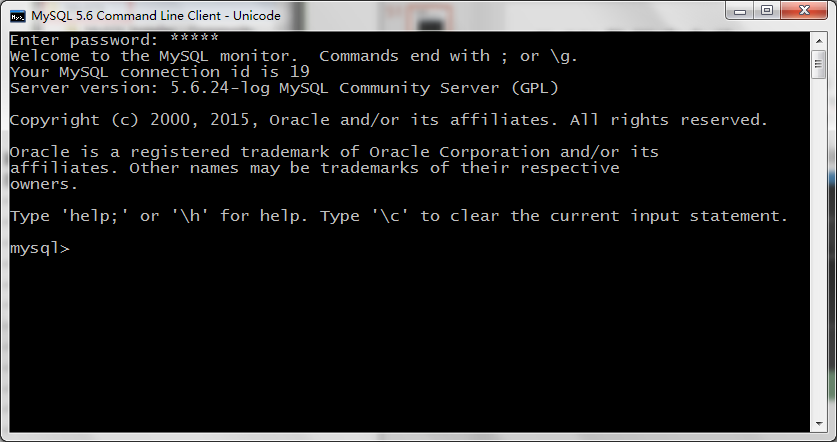 MySQL 5.6 Command Line Client - Unicode
Enter password: *****
Welcome to the MySQL monitor.  Commands end with ; or \g.
Your MySQL connection id is 19
Server version: 5.6.24-log MySQL Community Server (GPL)
Copyright (c) 2000, 2015, Oracle and/or its affiliates. All rights reserved.
Oracle is a registered trademark of Oracle Corporation and/or its
affiliates. Other names may be trademarks of their respective
owners.
Type 'help;' or '\h' for help. Type '\c' to clear the current input statement.
mysql>